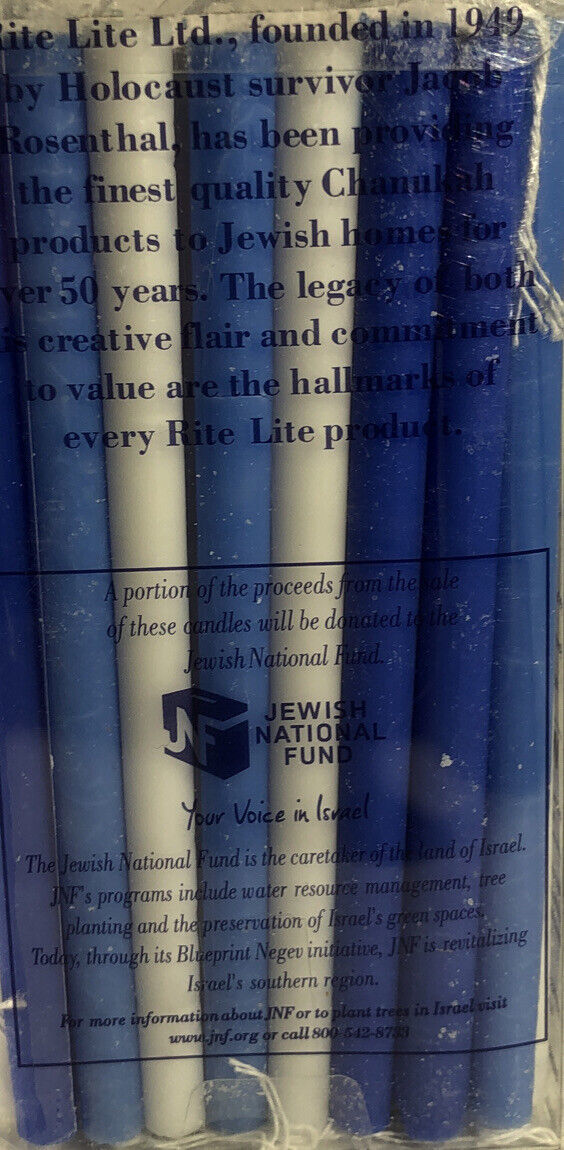 ite Lite Ltd., founded in 1949
by Holocaust survivor Jacob
Rosenthal, has been providing
the finest quality Chanukah
products to Jewish homes for
ver 50 years. The legacy of both
is creative flair and commitment
to value are the hallmarks of
every Rite Lite product.
A portion of the proceeds from the sale
of these candles will be donated to the
Jewish National Fund.
JNF
JEWISH
NATIONAL
FUND
Your Voice in Israel
The Jewish National Fund is the caretaker of the land of Israel.
JNF's programs include water resource management, tree
planting and the preservation of Israel's green spaces.
Today, through its Blueprint Negev initiative, JNF is revitalizing
Israel's southern region.
For more information about JNF or to plant trees in Israel visit
www.jnf.org or call 800-542-8733